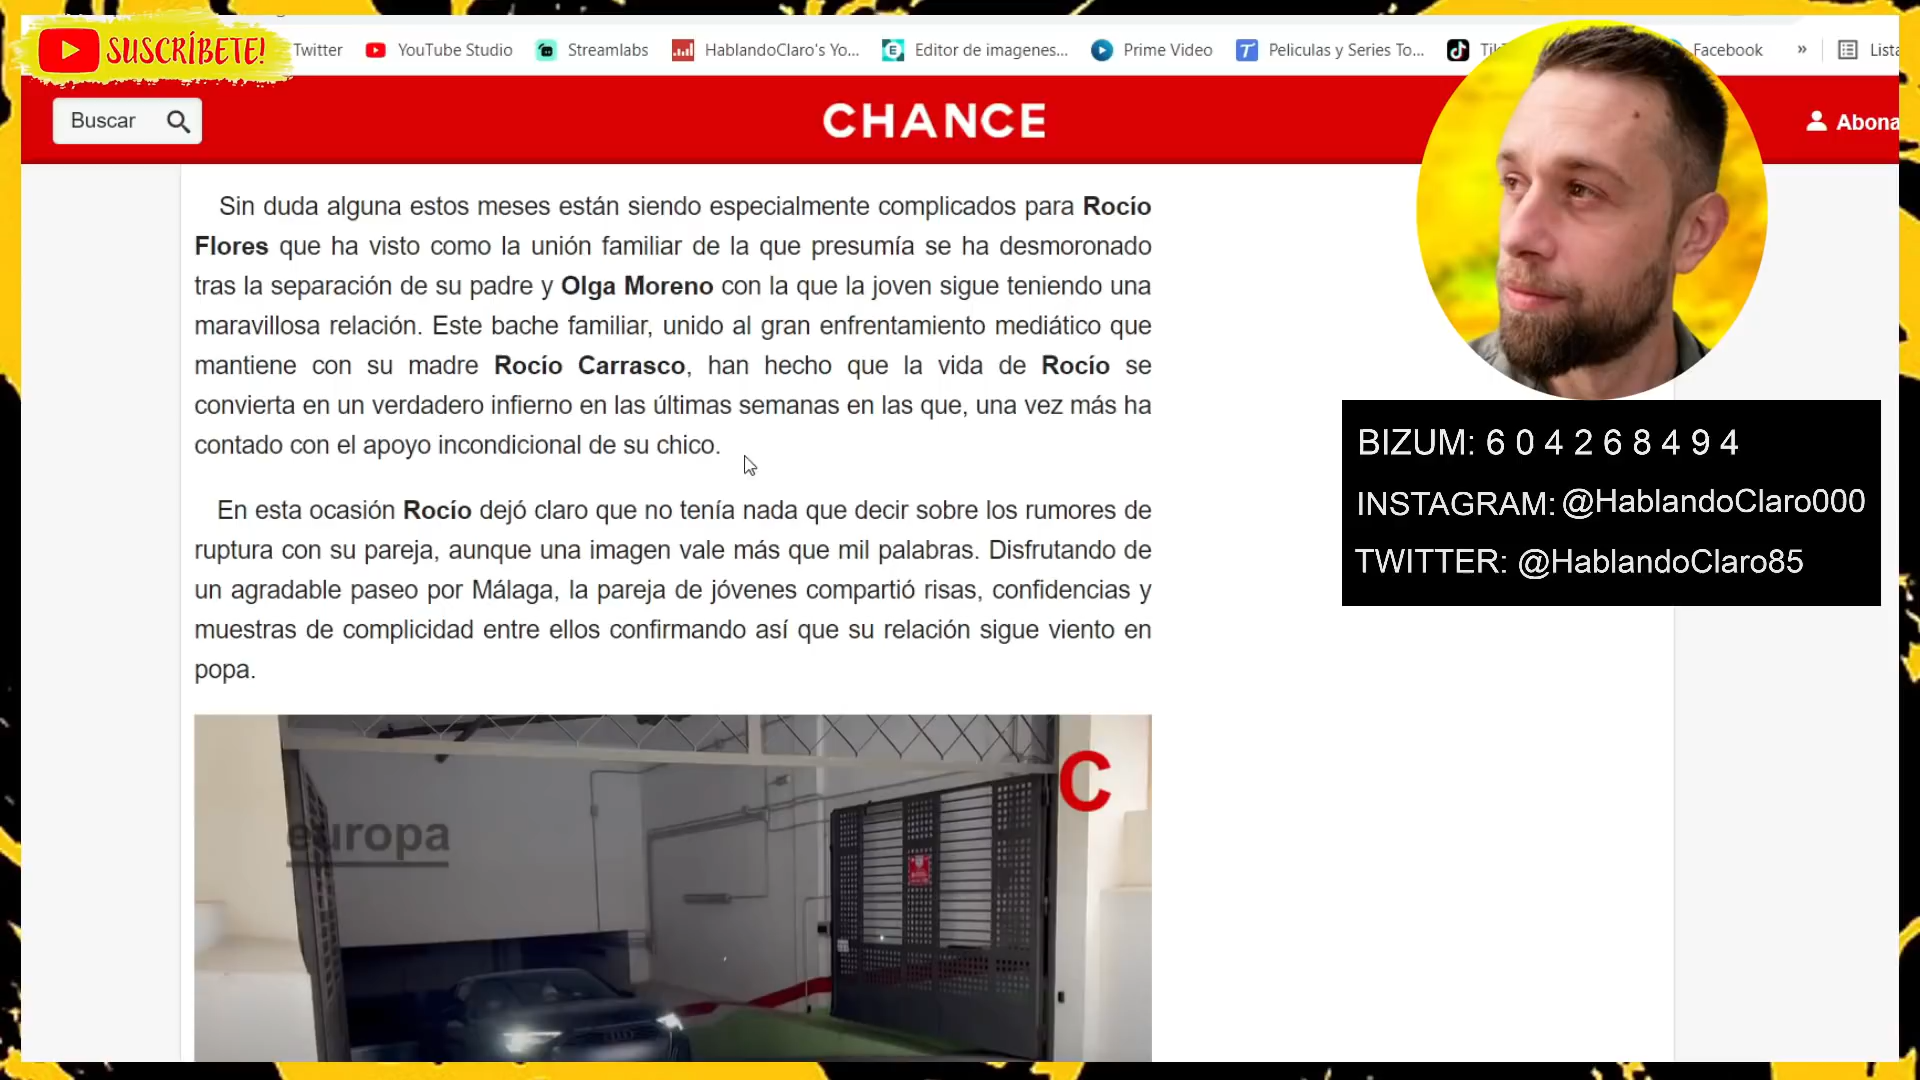 SUSCRÍBETE!
Twitter YouTube Studio Streamlabs HablandoClaro's Yo... Editor de imagenes... Prime Video Peliculas y Series To... Facebook » Lista
Buscar CHANCE Abona
Sin duda alguna estos meses están siendo especialmente complicados para Rocío
Flores que ha visto como la unión familiar de la que presumía se ha desmoronado
tras la separación de su padre y Olga Moreno con la que la joven sigue teniendo una
maravillosa relación. Este bache familiar, unido al gran enfrentamiento mediático que
mantiene con su madre Rocío Carrasco, han hecho que la vida de Rocío se
convierta en un verdadero infierno en las últimas semanas en las que, una vez más ha
contado con el apoyo incondicional de su chico.
En esta ocasión Rocío dejó claro que no tenía nada que decir sobre los rumores de
ruptura con su pareja, aunque una imagen vale más que mil palabras. Disfrutando de
un agradable paseo por Málaga, la pareja de jóvenes compartió risas, confidencias y
muestras de complicidad entre ellos confirmando así que su relación sigue viento en
popa.
BIZUM: 6 0 4 2 6 8 4 9 4
INSTAGRAM: @HablandoClaro000
TWITTER: @HablandoClaro85
C
europa